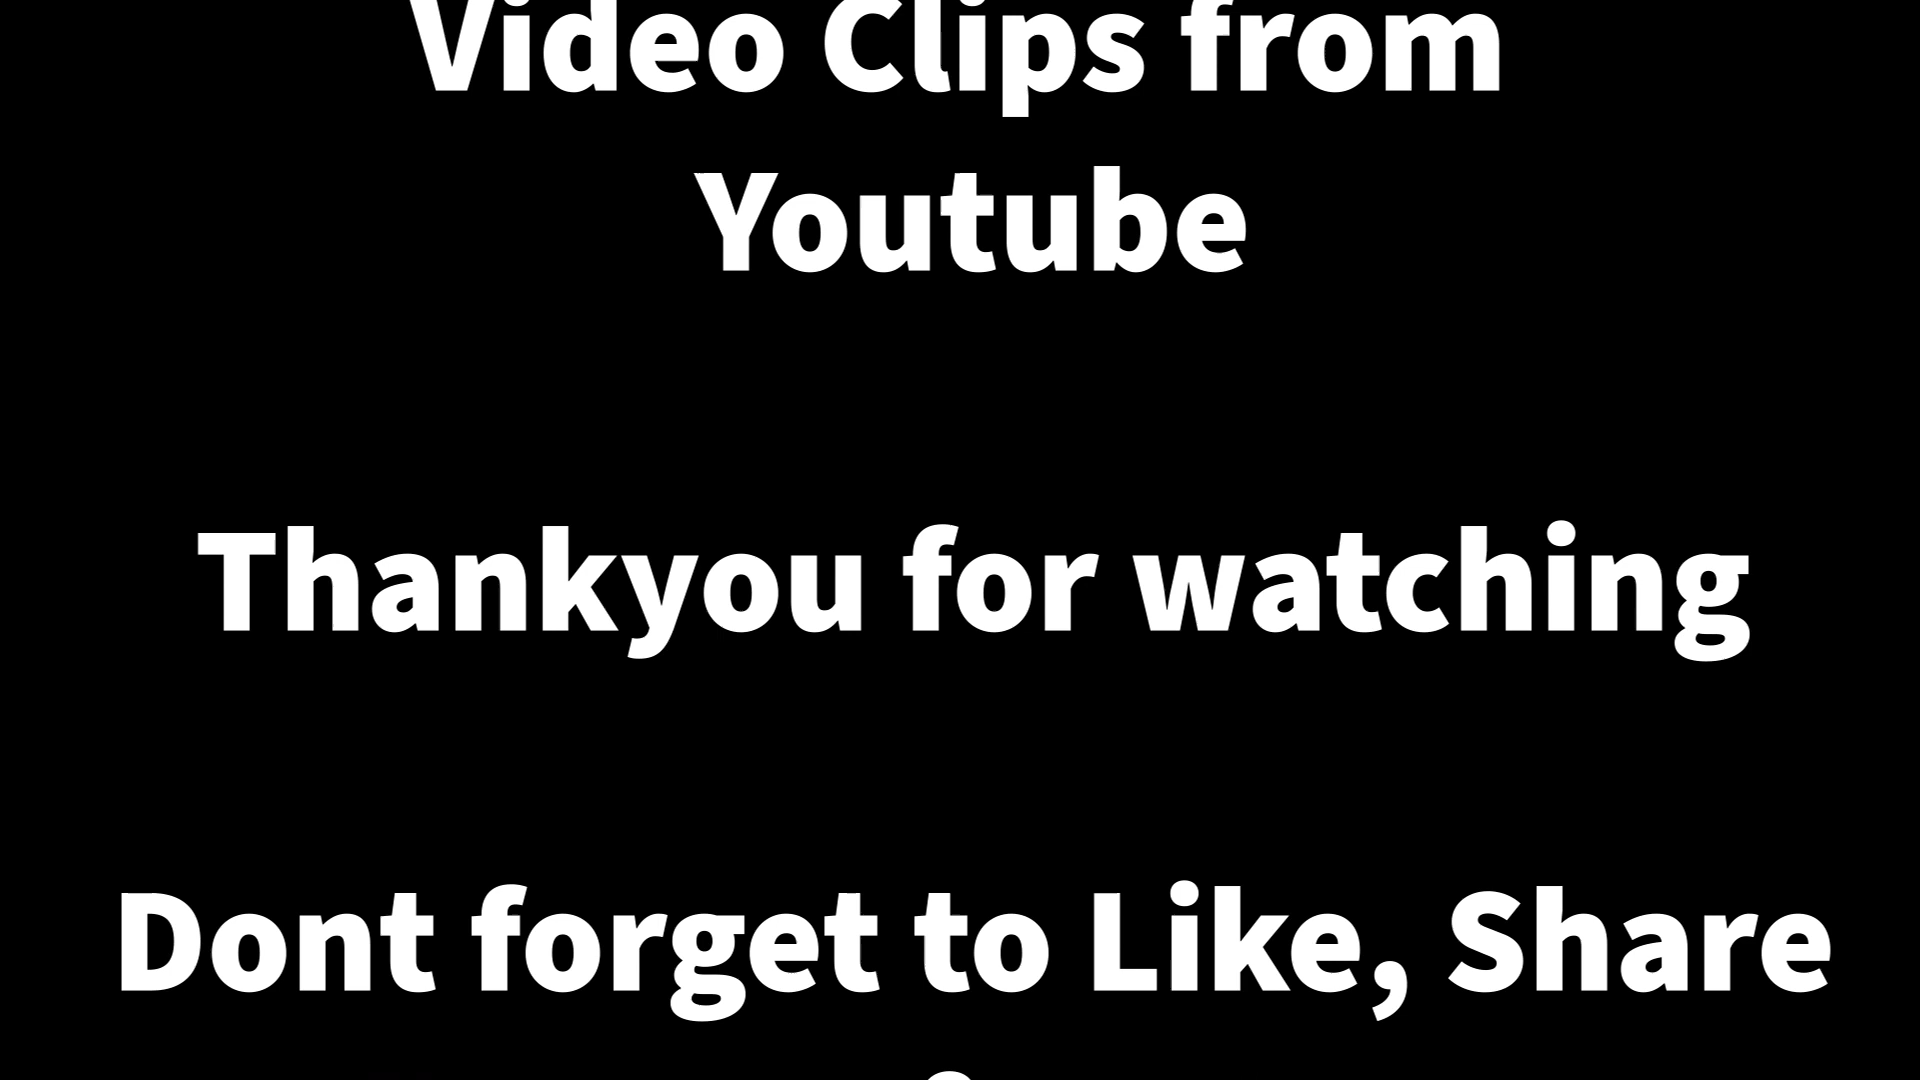 Video Clips from
Youtube
Thankyou for watching
Dont forget to Like, Share